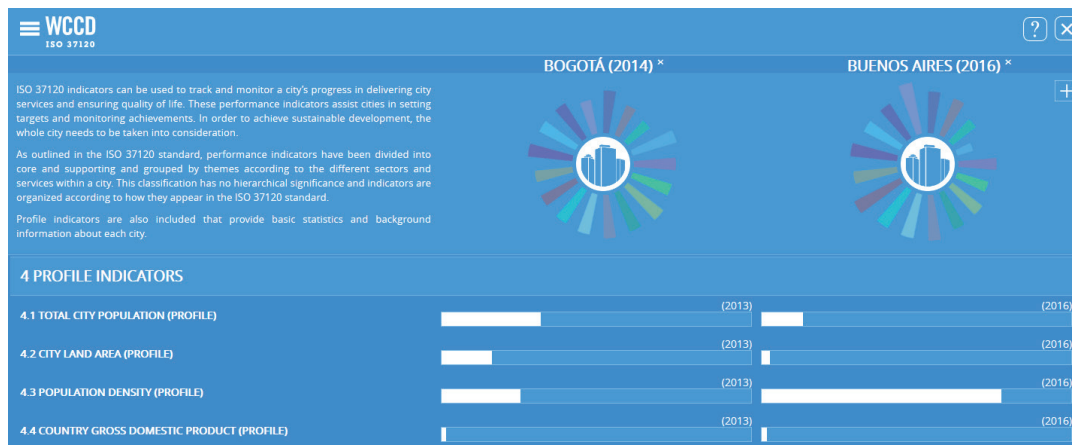 WCCD
ISO 37120
?
BOGOTÁ (2014) ×
BUENOS AIRES (2016) ×
ISO 37120 indicators can be used to track and monitor a city's progress in delivering city
services and ensuring quality of life. These performance indicators assist cities in setting
targets and monitoring achievements. In order to achieve sustainable development, the
whole city needs to be taken into consideration.
As outlined in the ISO 37120 standard, performance indicators have been divided into
core and supporting and grouped by themes according to the different sectors and
services within a city. This classification has no hierarchical significance and indicators are
organized according to how they appear in the ISO 37120 standard.
Profile indicators are also included that provide basic statistics and background
information about each city.
4 PROFILE INDICATORS
4.1 TOTAL CITY POPULATION (PROFILE)
(2013)
(2016)
4.2 CITY LAND AREA (PROFILE)
(2013)
(2016)
4.3 POPULATION DENSITY (PROFILE)
(2013)
(2016)
4.4 COUNTRY GROSS DOMESTIC PRODUCT (PROFILE)
(2013)
(2016)